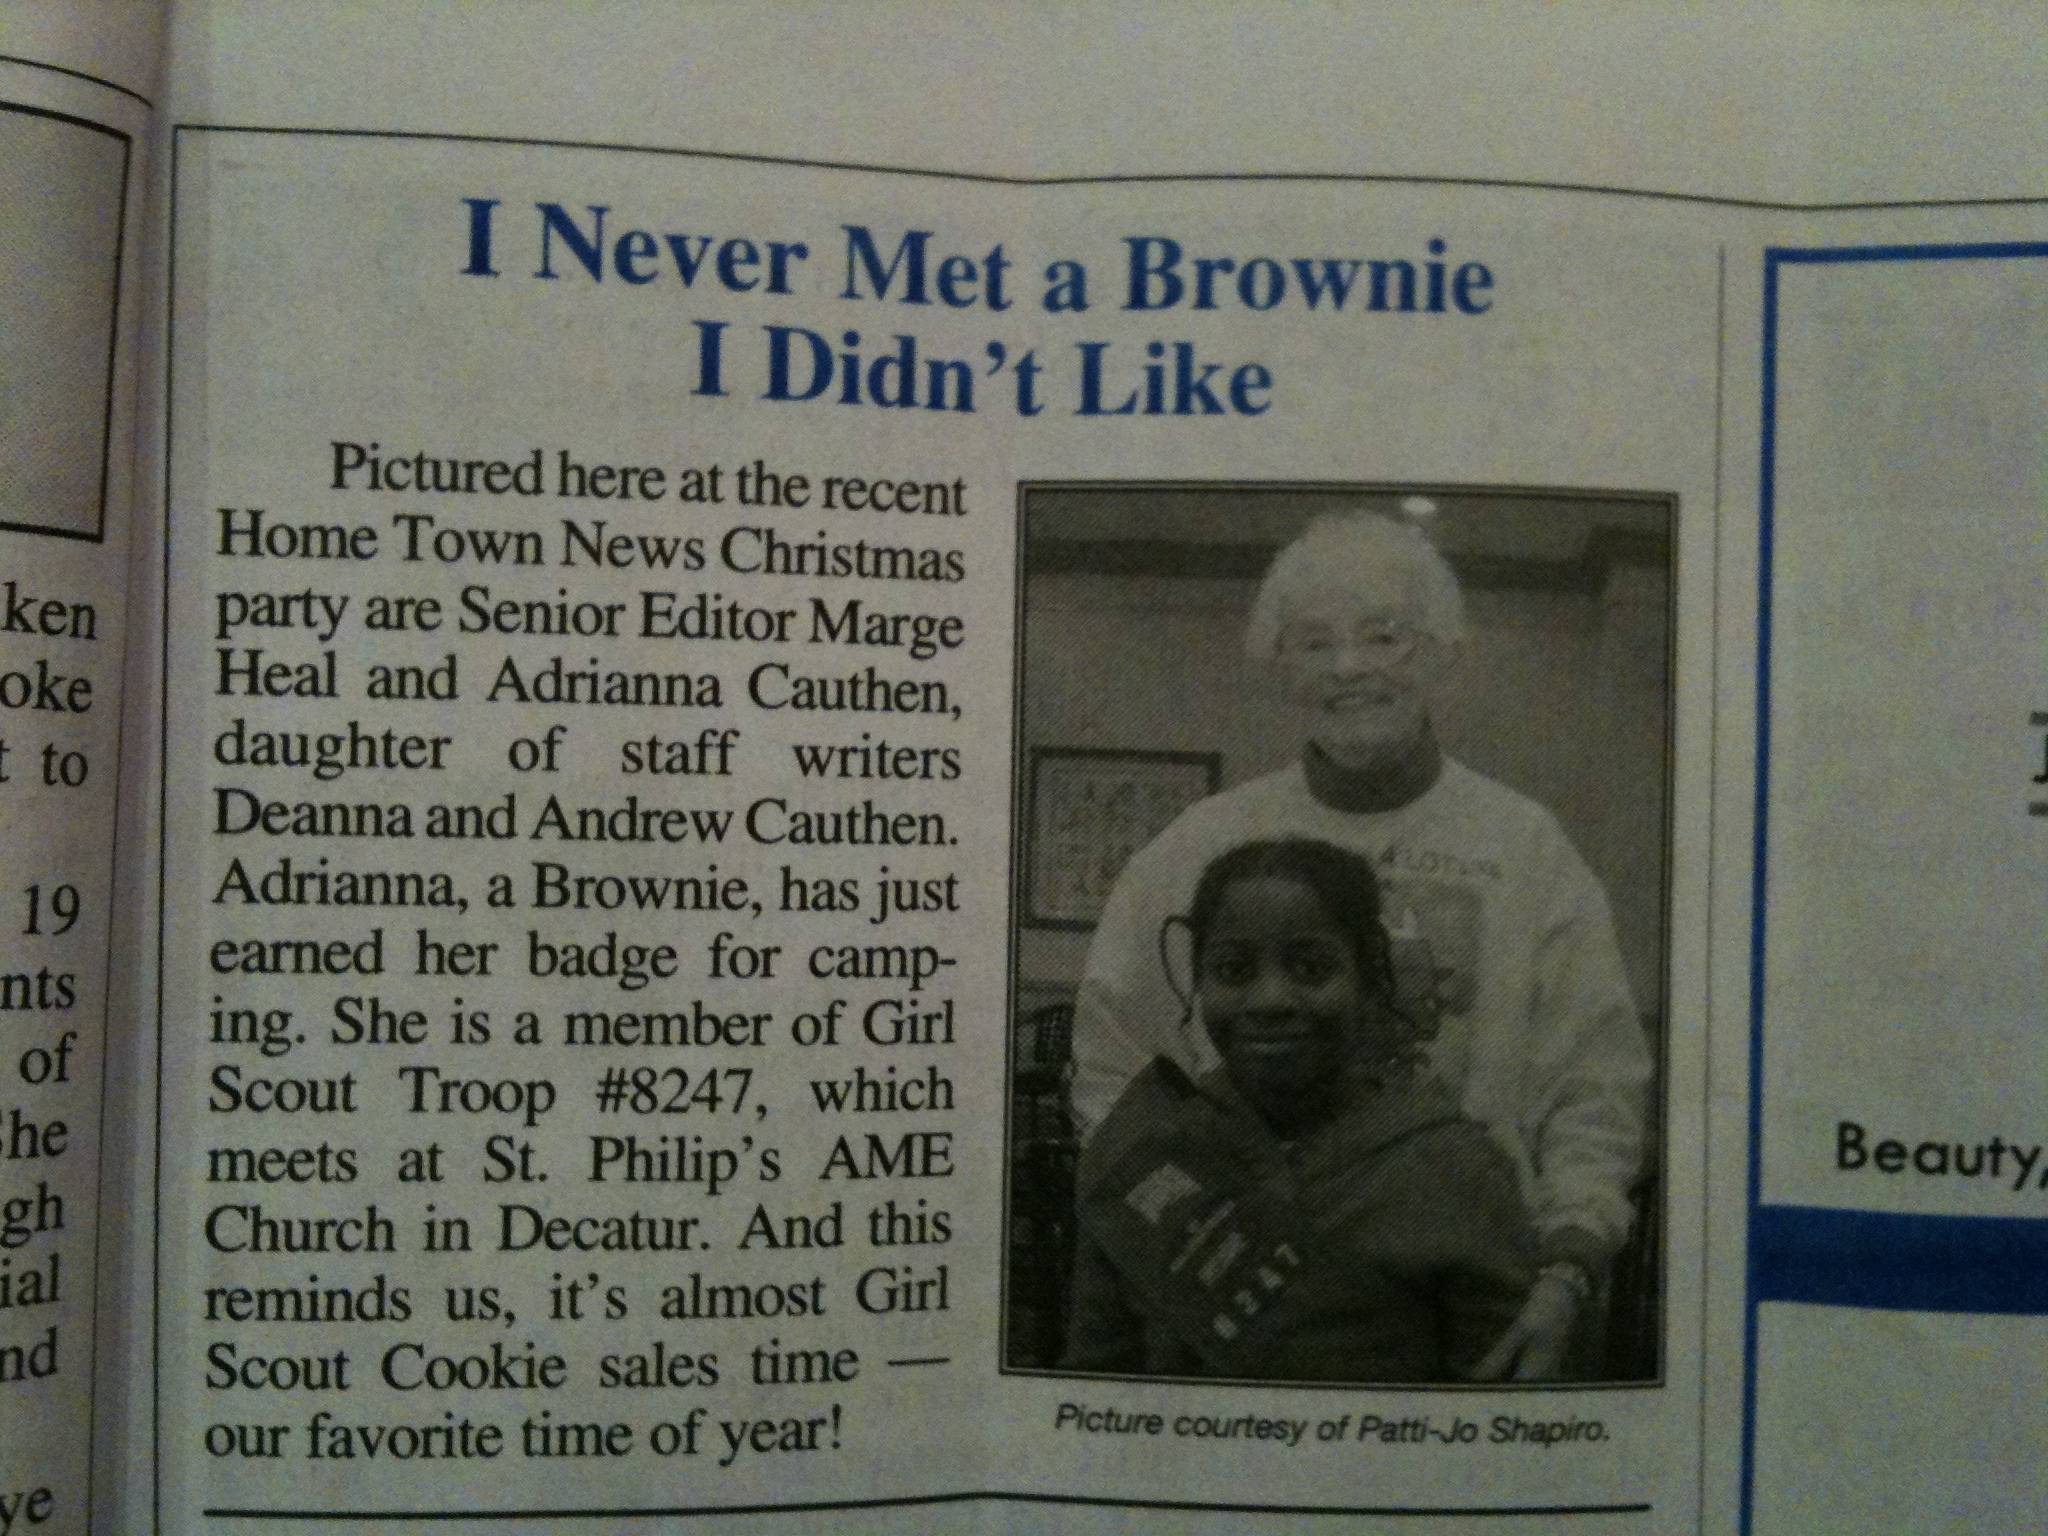 I Never Met a Brownie
I Didn't Like
Pictured here at the recent
Home Town News Christmas
party are Senior Editor Marge
Heal and Adrianna Cauthen,
daughter of staff writers
Deanna and Andrew Cauthen.
Adrianna, a Brownie, has just
earned her badge for camp-
ing. She is a member of Girl
Scout Troop #8247, which
meets at St. Philip's AME
Church in Decatur. And this
reminds us, it's almost Girl
Scout Cookie sales time —
our favorite time of year!
8247
Picture courtesy of Patti-Jo Shapiro.
ken
oke
to
19
nts
of
he
gh
ial
nd
ye
Beauty,